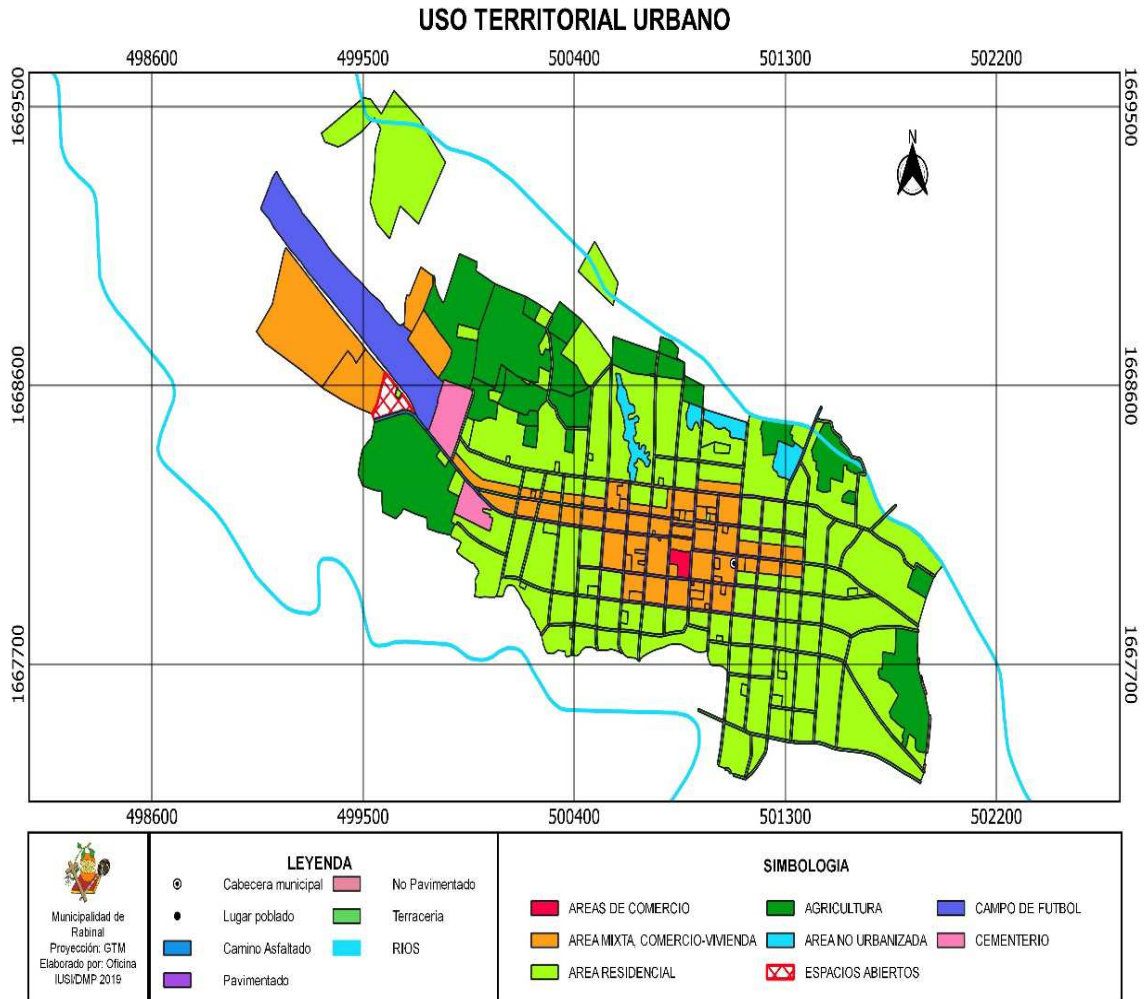 USO TERRITORIAL URBANO
498600 499500 500400 501300 502200
1669500 1669500
N
1668600 1668600
1667700 1667700
498600 499500 500400 501300 502200
Municipalidad de
Rabinal
Proyección: GTM
Elaborado por: Oficina
IUSI/DMP 2019
LEYENDA
Cabecera municipal No Pavimentado
Lugar poblado Terraceria
Camino Asfaltado RIOS
Pavimentado
SIMBOLOGIA
AREAS DE COMERCIO AGRICULTURA CAMPO DE FUTBOL
AREA MIXTA, COMERCIO-VIVIENDA AREA NO URBANIZADA CEMENTERIO
AREA RESIDENCIAL ESPACIOS ABIERTOS